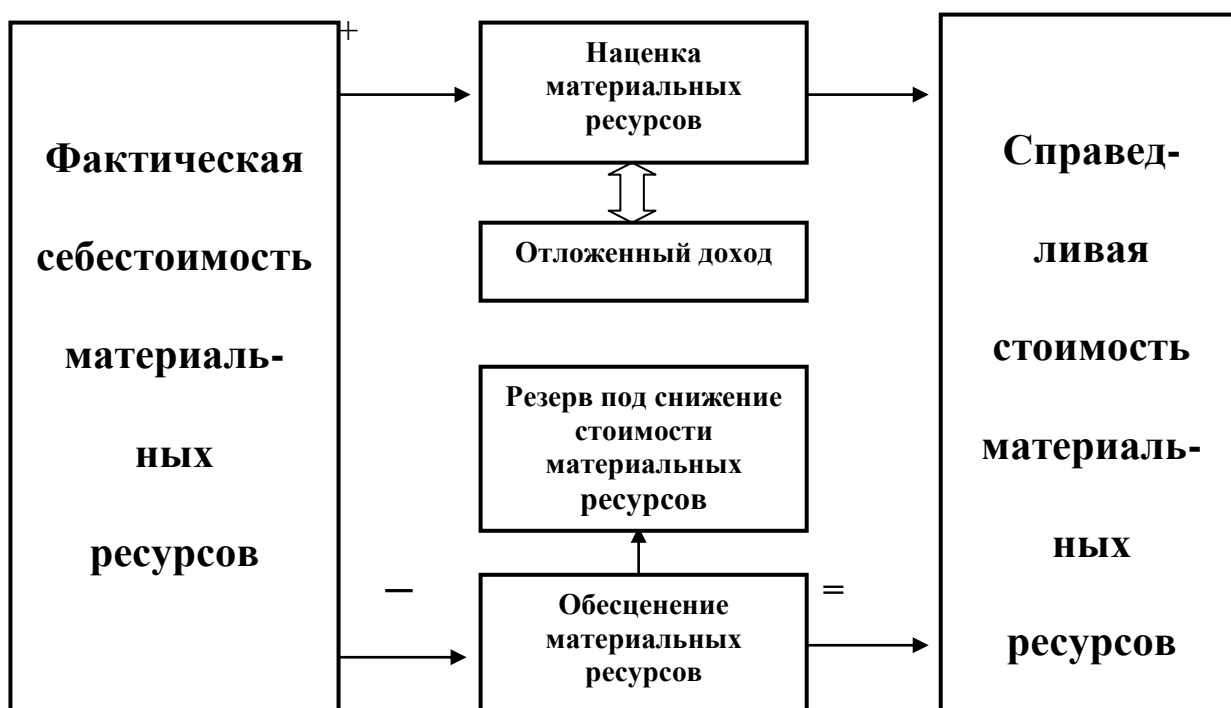 Фактическая
себестоимость
материаль-
ных
ресурсов
+
Наценка
материальных
ресурсов
Отложенный доход
Резерв под снижение
стоимости
материальных
ресурсов
–
Обесценение
материальных
ресурсов
=
Справед-
ливая
стоимость
материаль-
ных
ресурсов